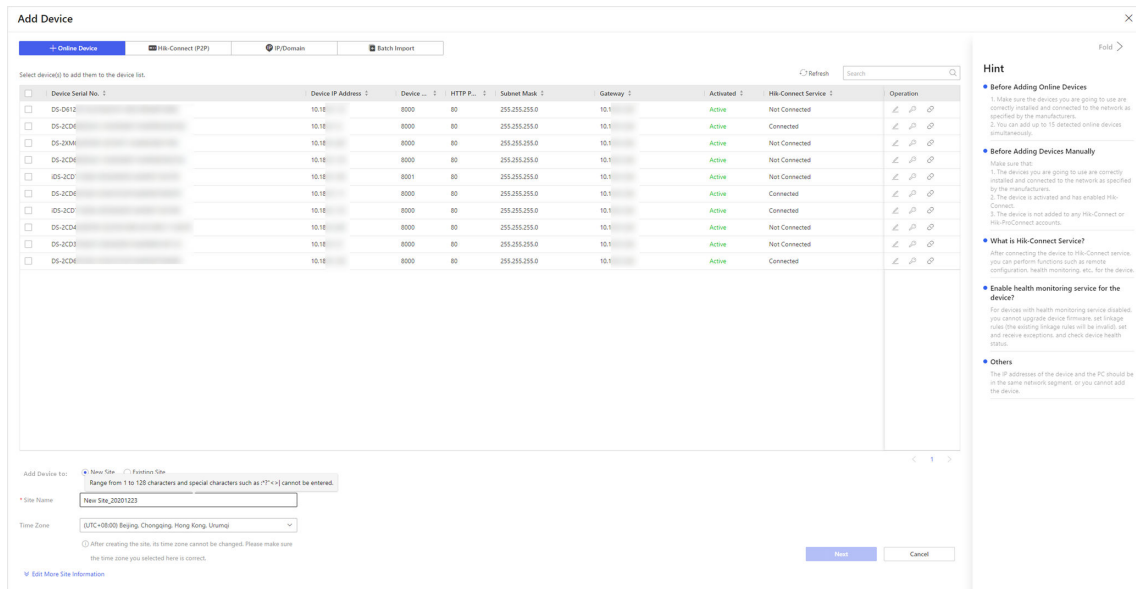 Add Device
Online Device Hik-Connect (P2P) IP/Domain Batch Import
Fold
Select device(s) to add them to the device list.
Refresh Search
Device Serial No. Device IP Address Device ... HTTP P... Subnet Mask Gateway Activated Hik-Connect Service Operation
DS-D612 10.18 8000 80 255.255.255.0 10.1 Active Not Connected
DS-2CD6 10.18 8000 80 255.255.255.0 10.1 Active Connected
DS-2XM6 10.18 8000 80 255.255.255.0 10.1 Active Not Connected
DS-2CD6 10.18 8000 80 255.255.255.0 10.1 Active Not Connected
iDS-2CD 10.18 8001 80 255.255.255.0 10.1 Active Not Connected
DS-2CD6 10.18 8000 80 255.255.255.0 10.1 Active Connected
iDS-2CD 10.18 8000 80 255.255.255.0 10.1 Active Not Connected
DS-2CD4 10.18 8000 80 255.255.255.0 10.1 Active Not Connected
DS-2CD3 10.18 8000 80 255.255.255.0 10.1 Active Not Connected
DS-2CD6 10.18 8000 80 255.255.255.0 10.1 Active Connected
1
Add Device to: New Site Existing Site
Range from 1 to 128 characters and special characters such as :*?"<>| cannot be entered.
* Site Name New Site_20201223
Time Zone (UTC+08:00) Beijing, Chongqing, Hong Kong, Urumqi
After creating the site, its time zone cannot be changed. Please make sure
the time zone you selected here is correct.
Edit More Site Information
Next Cancel
Hint
Before Adding Online Devices
1. Make sure the devices you are going to use are
correctly installed and connected to the network as
specified by the manufacturers.
2. You can add up to 15 detected online devices
simultaneously.
Before Adding Devices Manually
Make sure that:
1. The devices you are going to use are correctly
installed and connected to the network as specified
by the manufacturers.
2. The device is activated and has enabled Hik-
Connect.
3. The device is not added to any Hik-Connect or
Hik-ProConnect accounts.
What is Hik-Connect Service?
After connecting the device to Hik-Connect service,
you can perform functions such as remote
configuration, health monitoring, etc., for the device.
Enable health monitoring service for the
device?
For devices with health monitoring service disabled,
you cannot upgrade device firmware, set linkage
rules (the existing linkage rules will be invalid), set
and receive exceptions, and check device health
status.
Others
The IP addresses of the device and the PC should be
in the same network segment, or you cannot add
the device.